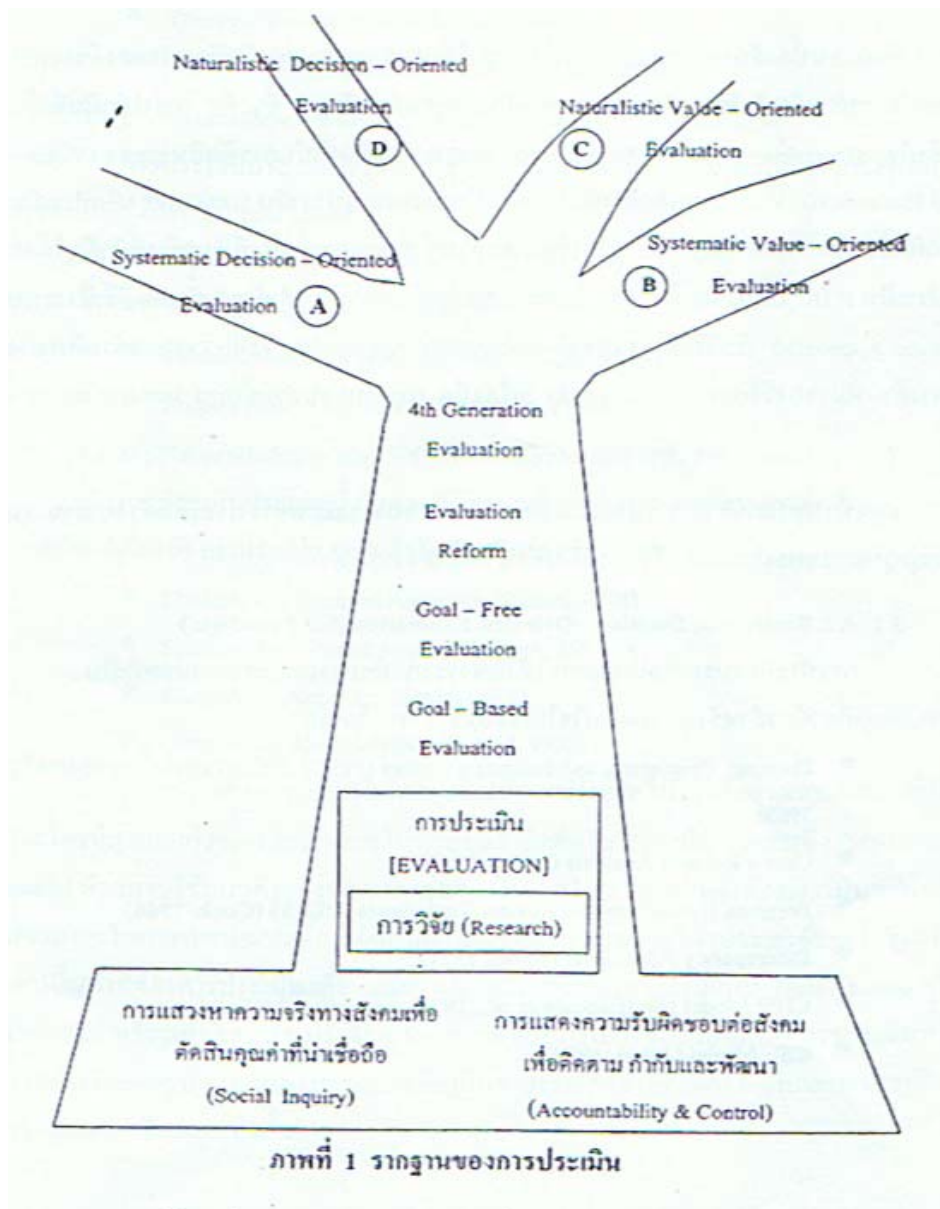 Naturalistic Decision – Oriented
Evaluation
D
Naturalistic Value – Oriented
C Evaluation
Systematic Decision – Oriented
Evaluation A
Systematic Value – Oriented
B Evaluation
4th Generation
Evaluation
Evaluation
Reform
Goal – Free
Evaluation
Goal – Based
Evaluation
การประเมิน
[EVALUATION]
การวิจัย (Research)
การแสวงหาความจริงทางสังคมเพื่อ
ตัดสินคุณค่าที่น่าเชื่อถือ
(Social Inquiry)
การแสดงความรับผิดชอบต่อสังคม
เพื่อติดตาม กำกับและพัฒนา
(Accountability & Control)
ภาพที่ 1 รากฐานของการประเมิน